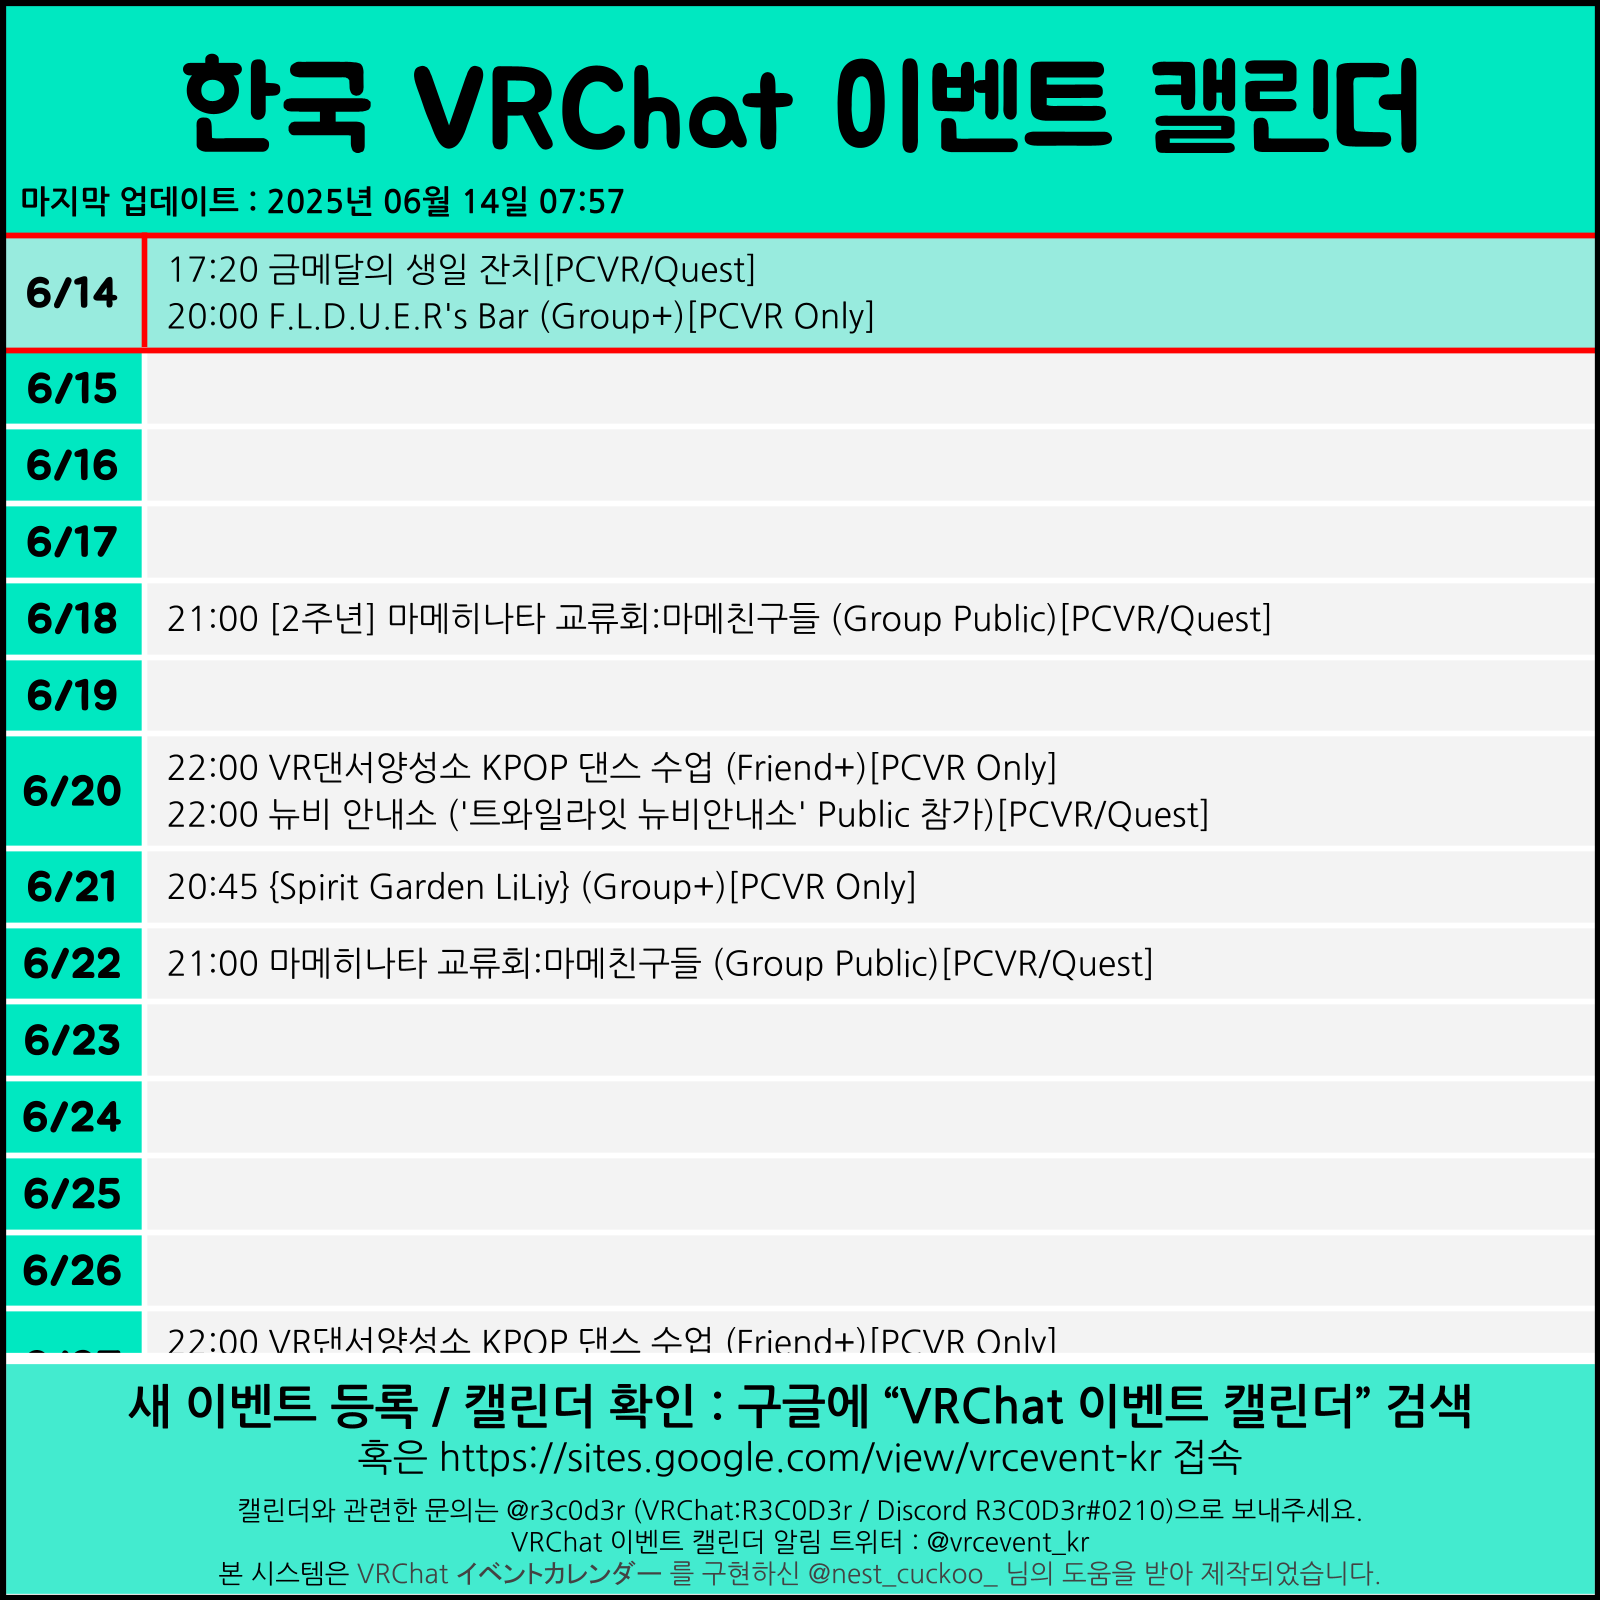 한국 VRChat 이벤트 캘린더
마지막 업데이트 : 2025년 06월 14일 07:57
6/14
17:20 금메달의 생일 잔치[PCVR/Quest]
20:00 F.L.D.U.E.R's Bar (Group+)[PCVR Only]
6/15
6/16
6/17
6/18
21:00 [2주년] 마메히나타 교류회:마메친구들 (Group Public)[PCVR/Quest]
6/19
6/20
22:00 VR댄서양성소 KPOP 댄스 수업 (Friend+)[PCVR Only]
22:00 뉴비 안내소 ('트와일라잇 뉴비안내소' Public 참가)[PCVR/Quest]
6/21
20:45 {Spirit Garden LiLiy} (Group+)[PCVR Only]
6/22
21:00 마메히나타 교류회:마메친구들 (Group Public)[PCVR/Quest]
6/23
6/24
6/25
6/26
22:00 VR댄서양성소 KPOP 댄스 수업 (Friend+)[PCVR Only]
새 이벤트 등록 / 캘린더 확인 : 구글에 “VRChat 이벤트 캘린더” 검색
혹은 https://sites.google.com/view/vrcevent-kr 접속
캘린더와 관련한 문의는 @r3c0d3r (VRChat:R3C0D3r / Discord R3C0D3r#0210)으로 보내주세요.
VRChat 이벤트 캘린더 알림 트위터 : @vrcevent_kr
본 시스템은 VRChat イベントカレンダー 를 구현하신 @nest_cuckoo_ 님의 도움을 받아 제작되었습니다.